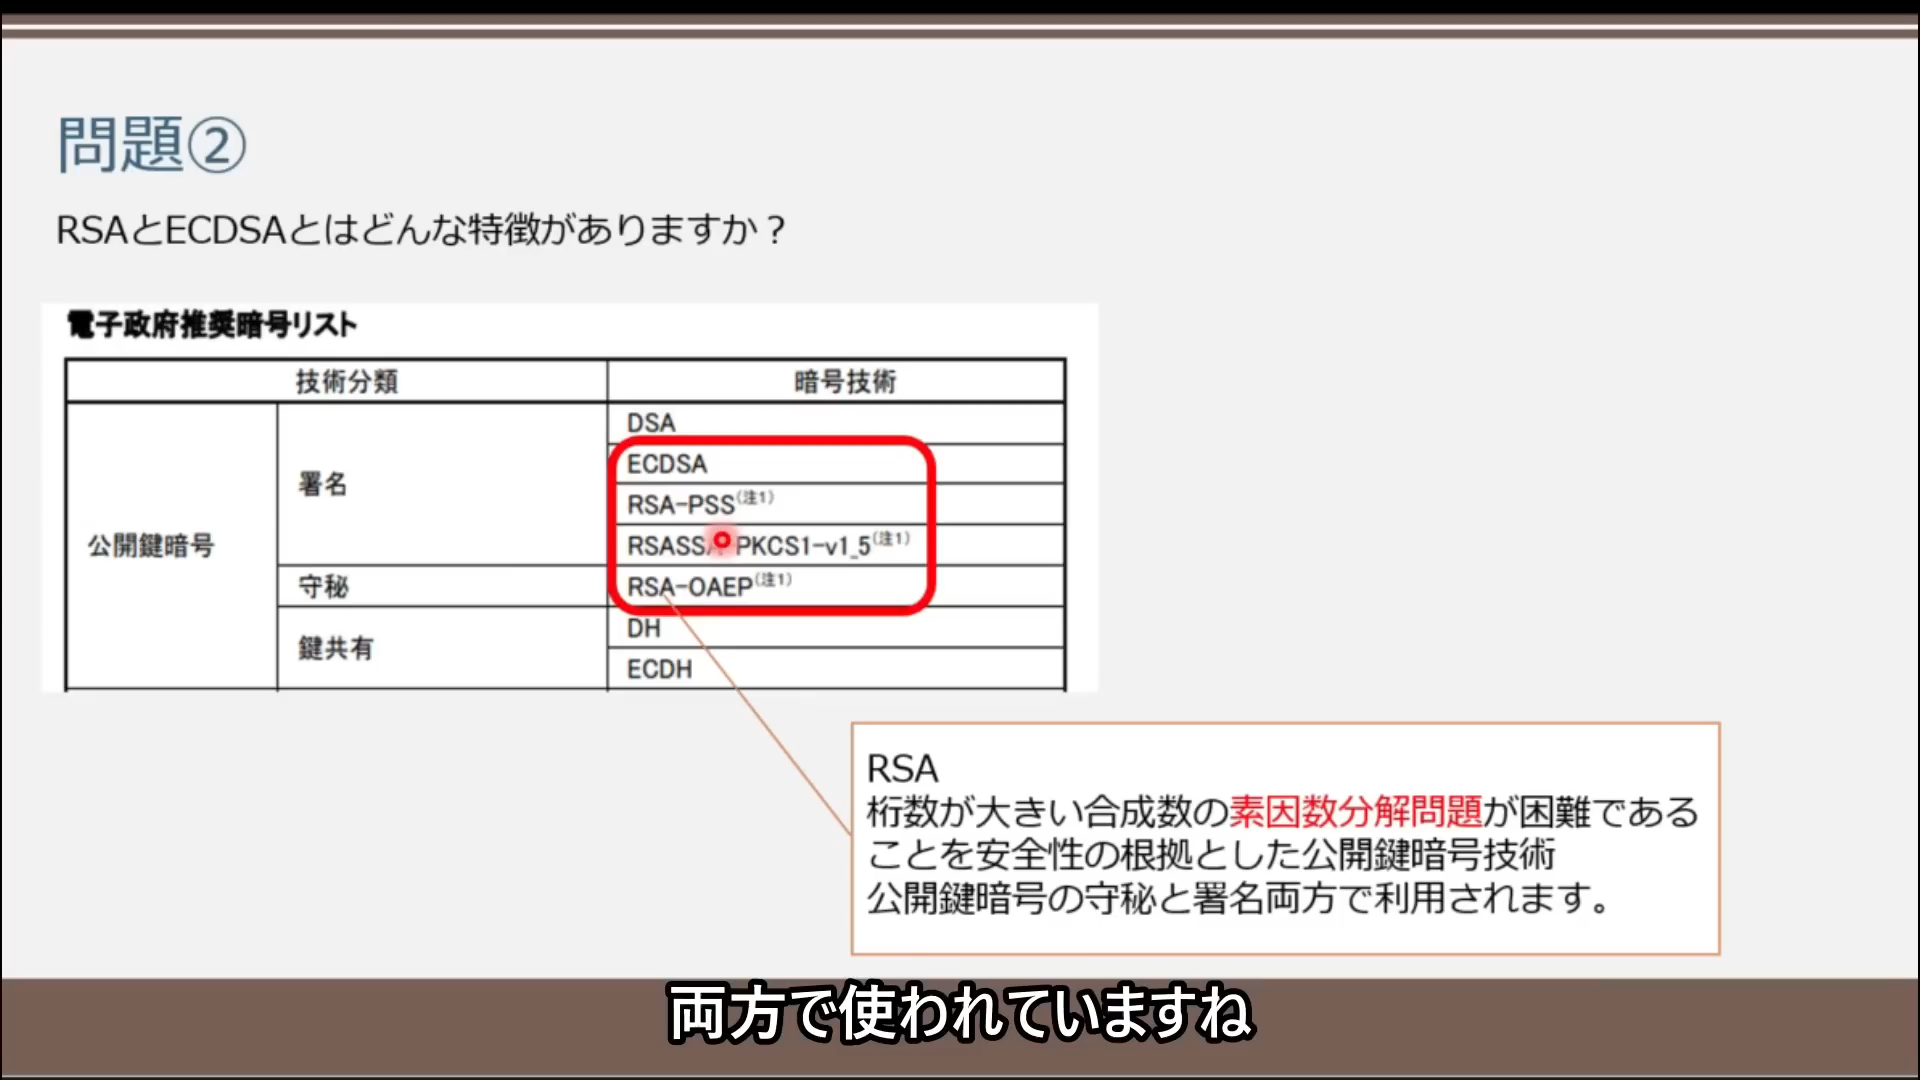 問題②
RSAとECDSAとはどんな特徴がありますか？
電子政府推奨暗号リスト
技術分類 暗号技術
公開鍵暗号 署名 DSA
ECDSA
RSA-PSS(注1)
RSASSA-PKCS1-v1_5(注1)
守秘 RSA-OAEP(注1)
鍵共有 DH
ECDH
RSA
桁数が大きい合成数の素因数分解問題が困難である
ことを安全性の根拠とした公開鍵暗号技術
公開鍵暗号の守秘と署名両方で利用されます。
両方で使われていますね